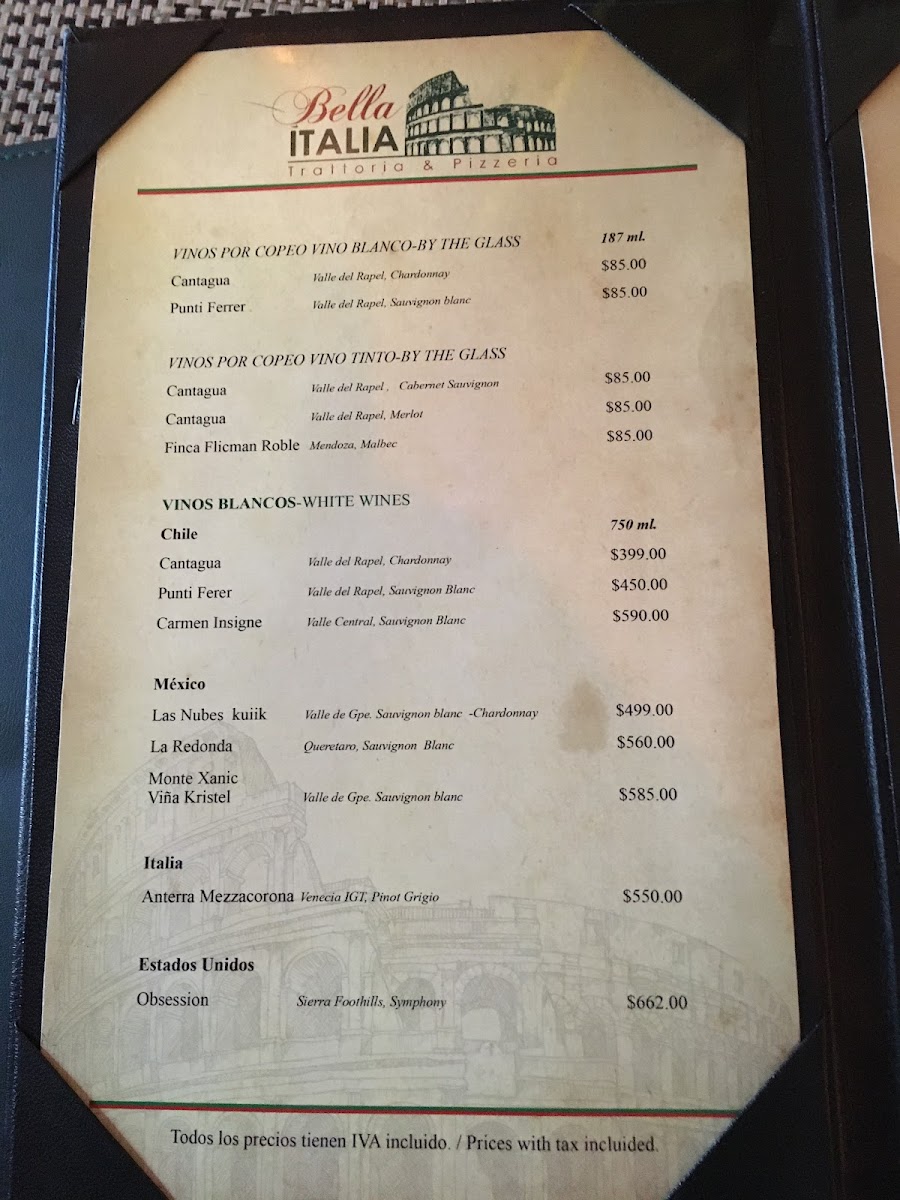 Bella
ITALIA
Trattoria & Pizzeria
VINOS POR COPEO VINO BLANCO-BY THE GLASS 187 ml.
Cantagua Valle del Rapel, Chardonnay $85.00
Punti Ferrer Valle del Rapel, Sauvignon blanc $85.00
VINOS POR COPEO VINO TINTO-BY THE GLASS
Cantagua Valle del Rapel , Cabernet Sauvignon $85.00
Cantagua Valle del Rapel, Merlot $85.00
Finca Flicman Roble Mendoza, Malbec $85.00
VINOS BLANCOS-WHITE WINES
Chile 750 ml.
Cantagua Valle del Rapel, Chardonnay $399.00
Punti Ferer Valle del Rapel, Sauvignon Blanc $450.00
Carmen Insigne Valle Central, Sauvignon Blanc $590.00
México
Las Nubes kuiik Valle de Gpe. Sauvignon blanc -Chardonnay $499.00
La Redonda Queretaro, Sauvignon Blanc $560.00
Monte Xanic
Viña Kristel Valle de Gpe. Sauvignon blanc $585.00
Italia
Anterra Mezzacorona Venecia IGT, Pinot Grigio $550.00
Estados Unidos
Obsession Sierra Foothills, Symphony $662.00
Todos los precios tienen IVA incluido. / Prices with tax incluided.